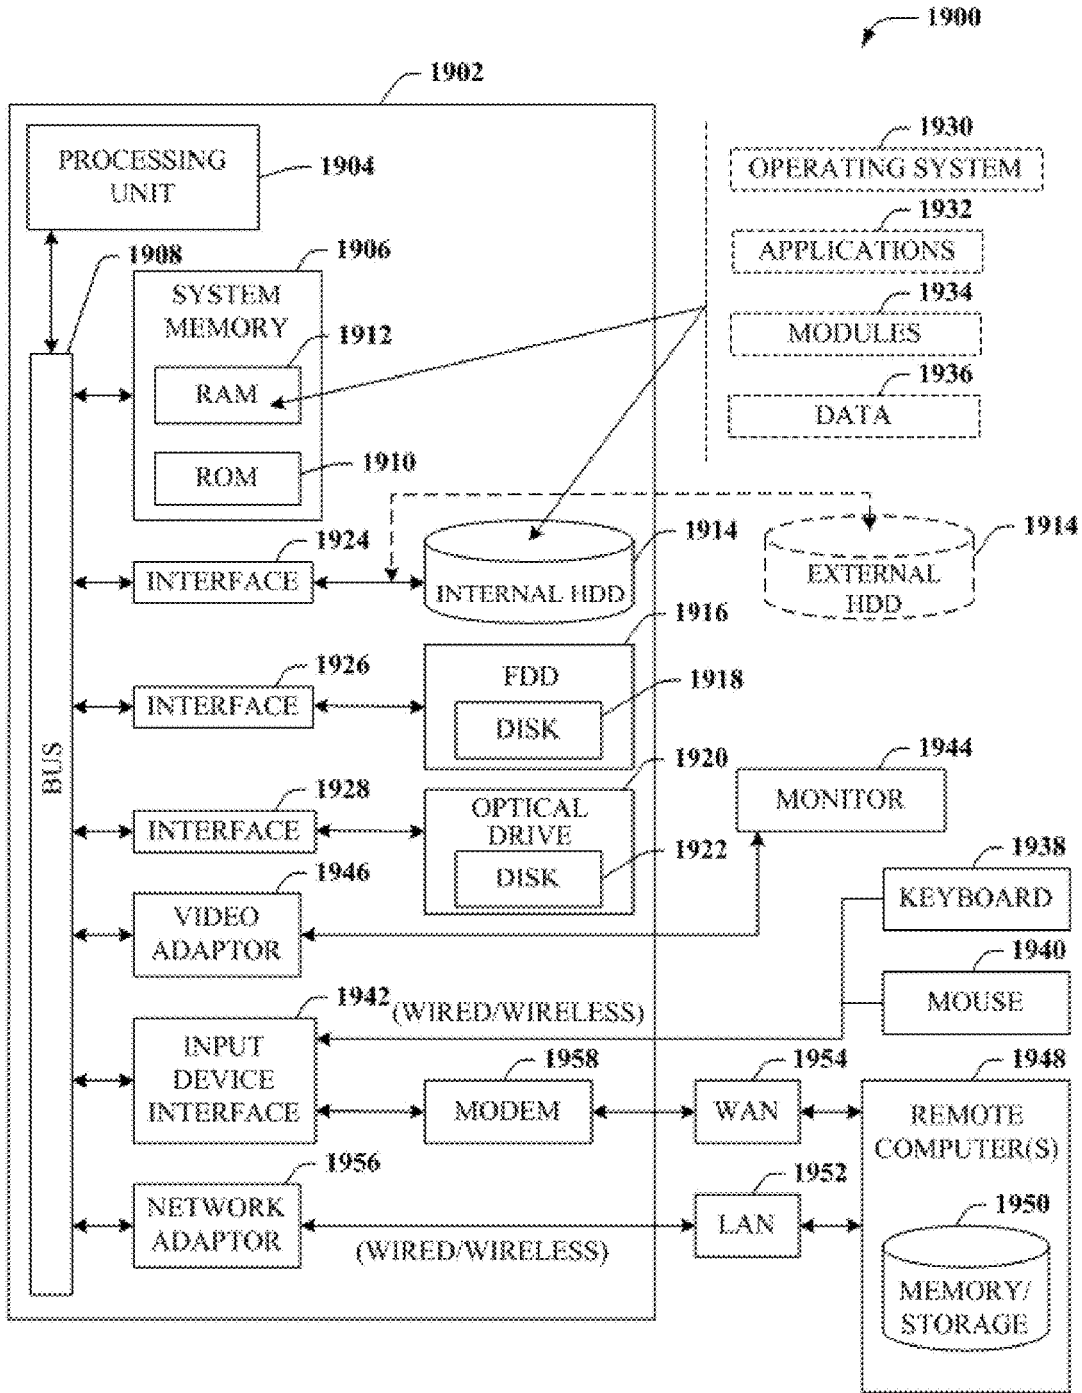 1900
1902
PROCESSING
UNIT
1904
1930
OPERATING SYSTEM
1932
APPLICATIONS
1934
MODULES
1936
DATA
1908
1906
SYSTEM
MEMORY
1912
RAM
1910
ROM
1924
INTERFACE
1914
INTERNAL HDD
1914
EXTERNAL
HDD
1926
INTERFACE
1916
FDD
1918
DISK
BUS
1928
INTERFACE
1920
OPTICAL
DRIVE
1922
DISK
1944
MONITOR
1946
VIDEO
ADAPTOR
1938
KEYBOARD
1940
MOUSE
1942
(WIRED/WIRELESS)
INPUT
DEVICE
INTERFACE
1958
MODEM
1954
WAN
1948
REMOTE
COMPUTER(S)
1956
NETWORK
ADAPTOR
(WIRED/WIRELESS)
1952
LAN
1950
MEMORY/
STORAGE